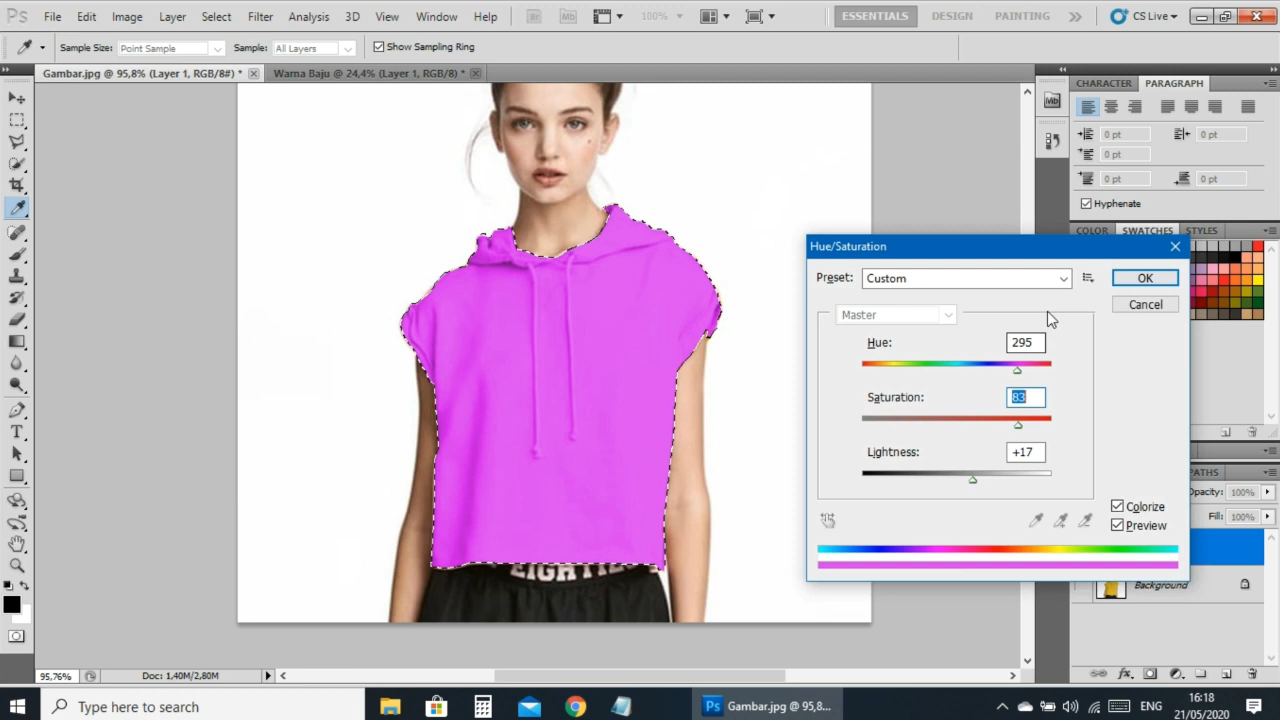 Ps File Edit Image Layer Select Filter Analysis 3D View Window Help Br Mb 100% ESSENTIALS DESIGN PAINTING CS Live
Sample Size: Point Sample Sample: All Layers Show Sampling Ring
Gambar.jpg @ 95,8% (Layer 1, RGB/8#) * Warna Baju @ 24,4% (Layer 1, RGB/8) *
Mb
CHARACTER PARAGRAPH
0 pt 0 pt
0 pt
0 pt 0 pt
Hyphenate
COLOR SWATCHES STYLES
Hue/Saturation
Preset: Custom OK
Cancel
Master
Hue: 295
Saturation: 83
Lightness: +17
Colorize
Preview
PATHS
Opacity: 100%
Fill: 100%
Background
T
95,76% Doc: 1,40M/2,80M
Type here to search
Ps Gambar.jpg @ 95,8...
ENG
16:18
21/05/2020